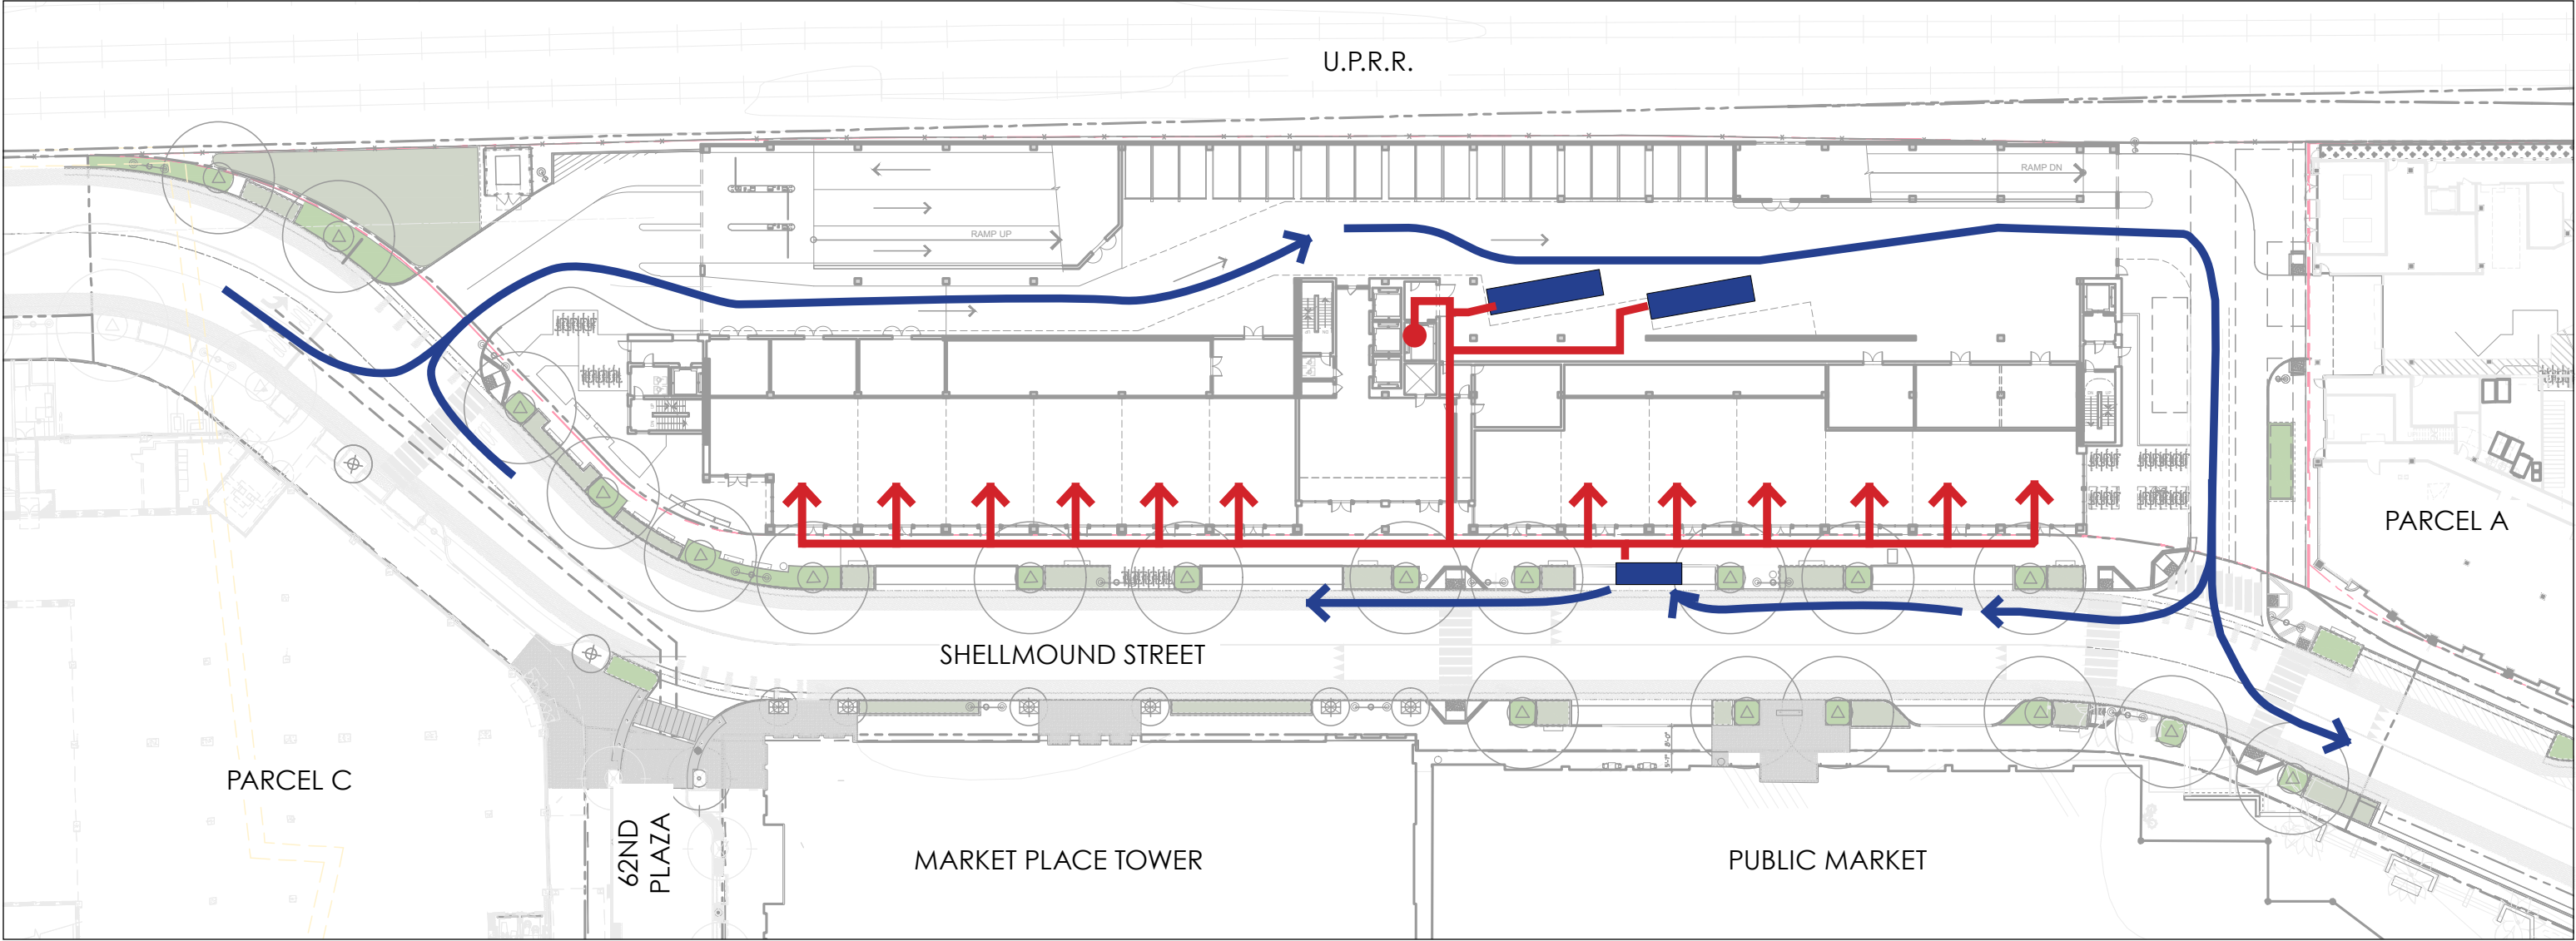 U.P.R.R.
RAMP DN
RAMP UP
PARCEL A
SHELLMOUND STREET
PARCEL C
62ND
PLAZA
MARKET PLACE TOWER
PUBLIC MARKET